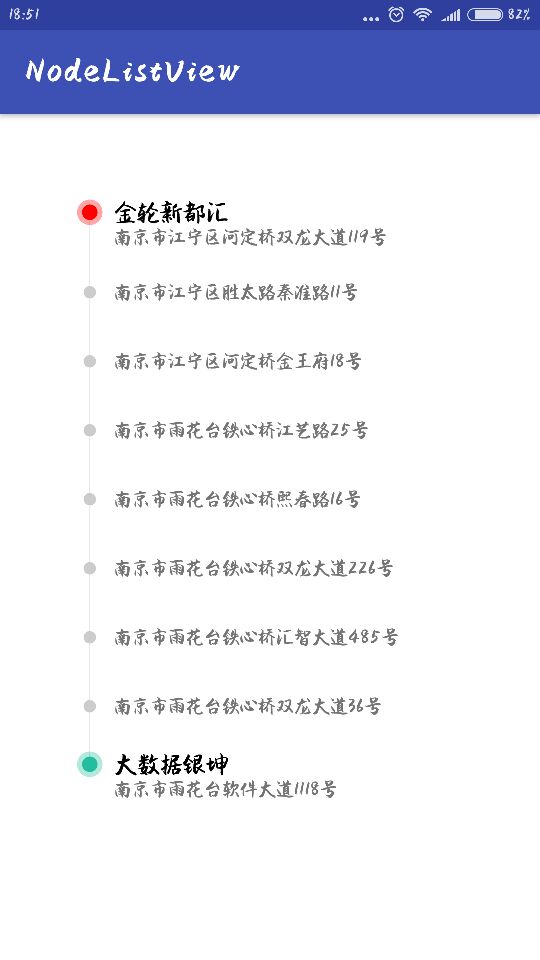 18:51
82%
NodeListView
金轮新都汇
南京市江宁区河定桥双龙大道119号
南京市江宁区胜太路秦淮路11号
南京市江宁区河定桥金王府18号
南京市雨花台铁心桥江艺路25号
南京市雨花台铁心桥熙春路16号
南京市雨花台铁心桥双龙大道226号
南京市雨花台铁心桥汇智大道485号
南京市雨花台铁心桥双龙大道36号
大数据银坤
南京市雨花台软件大道1118号